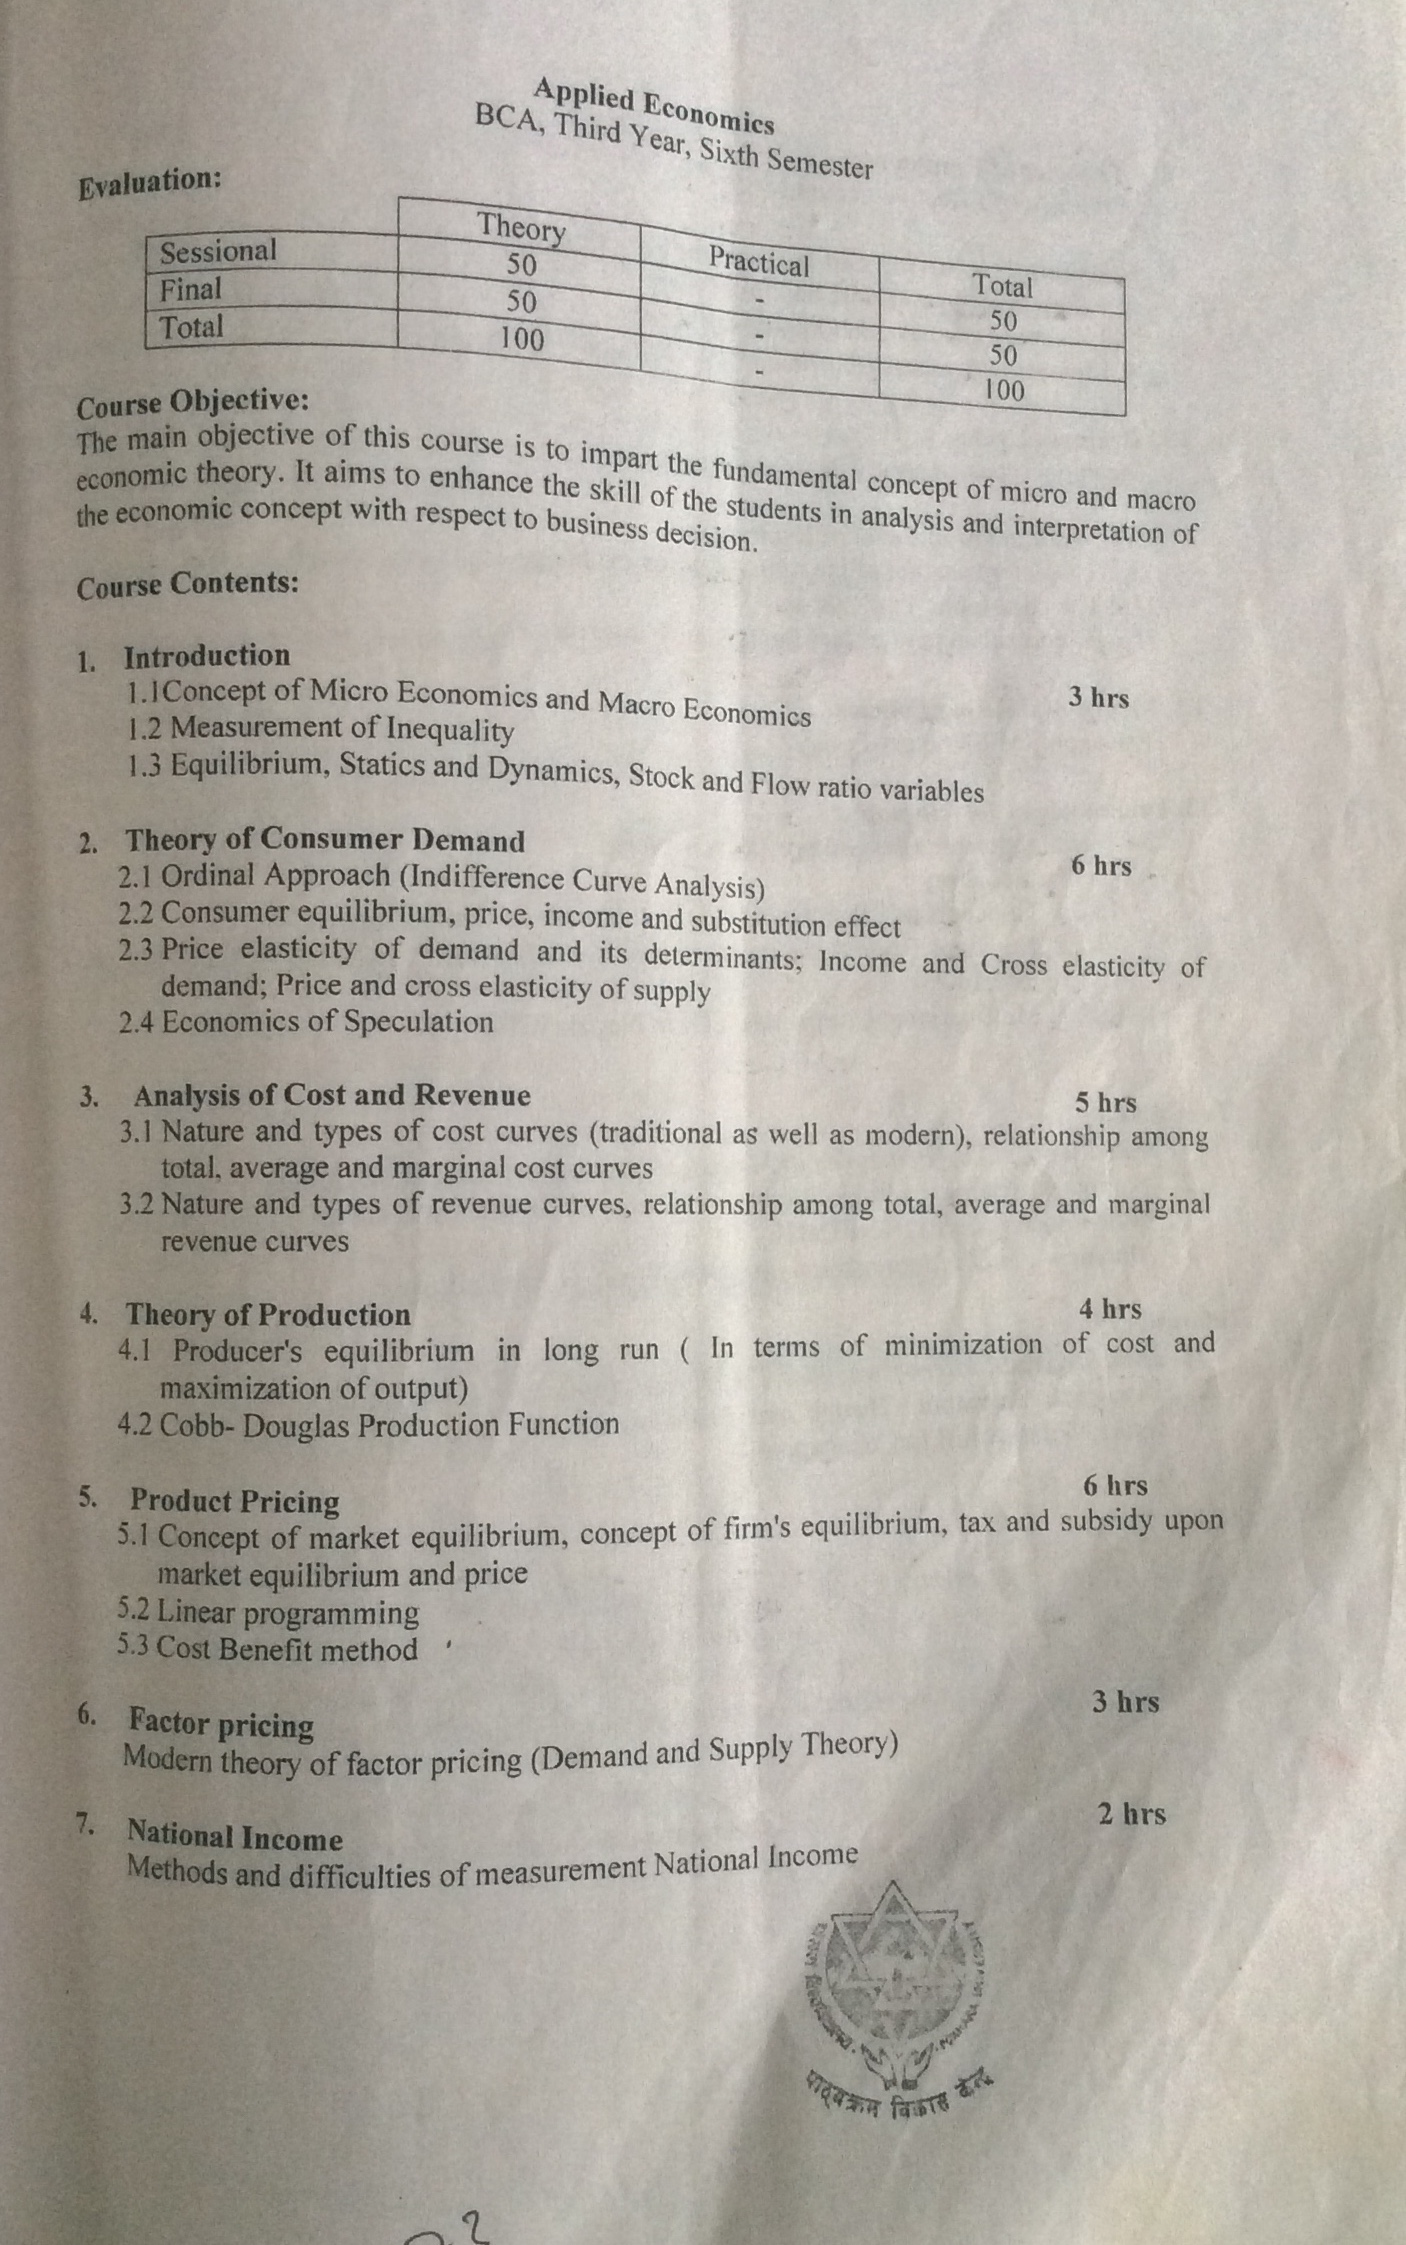 Applied Economics
BCA, Third Year, Sixth Semester
Evaluation:
Theory Practical Total
Sessional 50 - 50
Final 50 - 50
Total 100 - 100
Course Objective:
The main objective of this course is to impart the fundamental concept of micro and macro
economic theory. It aims to enhance the skill of the students in analysis and interpretation of
the economic concept with respect to business decision.
Course Contents:
1. Introduction 3 hrs
1.1Concept of Micro Economics and Macro Economics
1.2 Measurement of Inequality
1.3 Equilibrium, Statics and Dynamics, Stock and Flow ratio variables
2. Theory of Consumer Demand 6 hrs
2.1 Ordinal Approach (Indifference Curve Analysis)
2.2 Consumer equilibrium, price, income and substitution effect
2.3 Price elasticity of demand and its determinants; Income and Cross elasticity of
demand; Price and cross elasticity of supply
2.4 Economics of Speculation
3. Analysis of Cost and Revenue 5 hrs
3.1 Nature and types of cost curves (traditional as well as modern), relationship among
total, average and marginal cost curves
3.2 Nature and types of revenue curves, relationship among total, average and marginal
revenue curves
4. Theory of Production 4 hrs
4.1 Producer's equilibrium in long run ( In terms of minimization of cost and
maximization of output)
4.2 Cobb- Douglas Production Function
5. Product Pricing 6 hrs
5.1 Concept of market equilibrium, concept of firm's equilibrium, tax and subsidy upon
market equilibrium and price
5.2 Linear programming
5.3 Cost Benefit method
6. Factor pricing 3 hrs
Modern theory of factor pricing (Demand and Supply Theory)
7. National Income 2 hrs
Methods and difficulties of measurement National Income
पाठ्यक्रम विकास केन्द्र